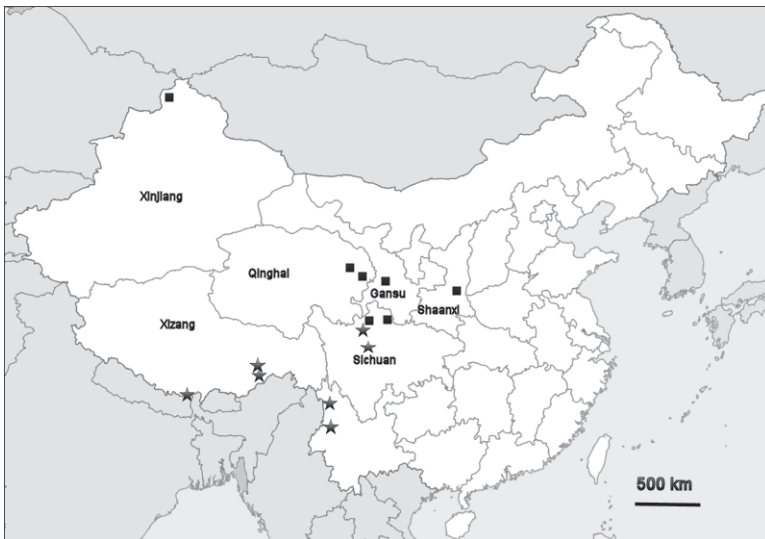 Xinjiang
Qinghai
Gansu
Shaanxi
Xizang
Sichuan
500 km